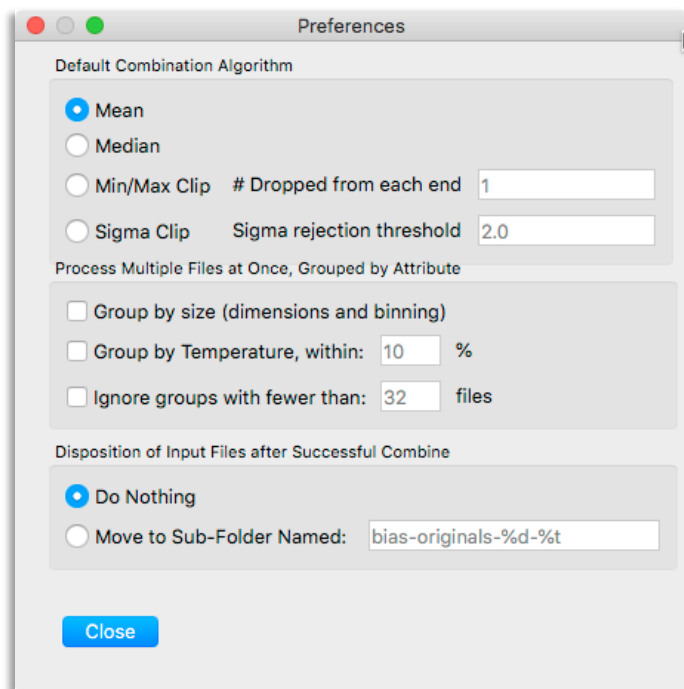 Preferences
Default Combination Algorithm
Mean
Median
Min/Max Clip # Dropped from each end 1
Sigma Clip Sigma rejection threshold 2.0
Process Multiple Files at Once, Grouped by Attribute
Group by size (dimensions and binning)
Group by Temperature, within: 10 %
Ignore groups with fewer than: 32 files
Disposition of Input Files after Successful Combine
Do Nothing
Move to Sub-Folder Named: bias-originals-%d-%t
Close